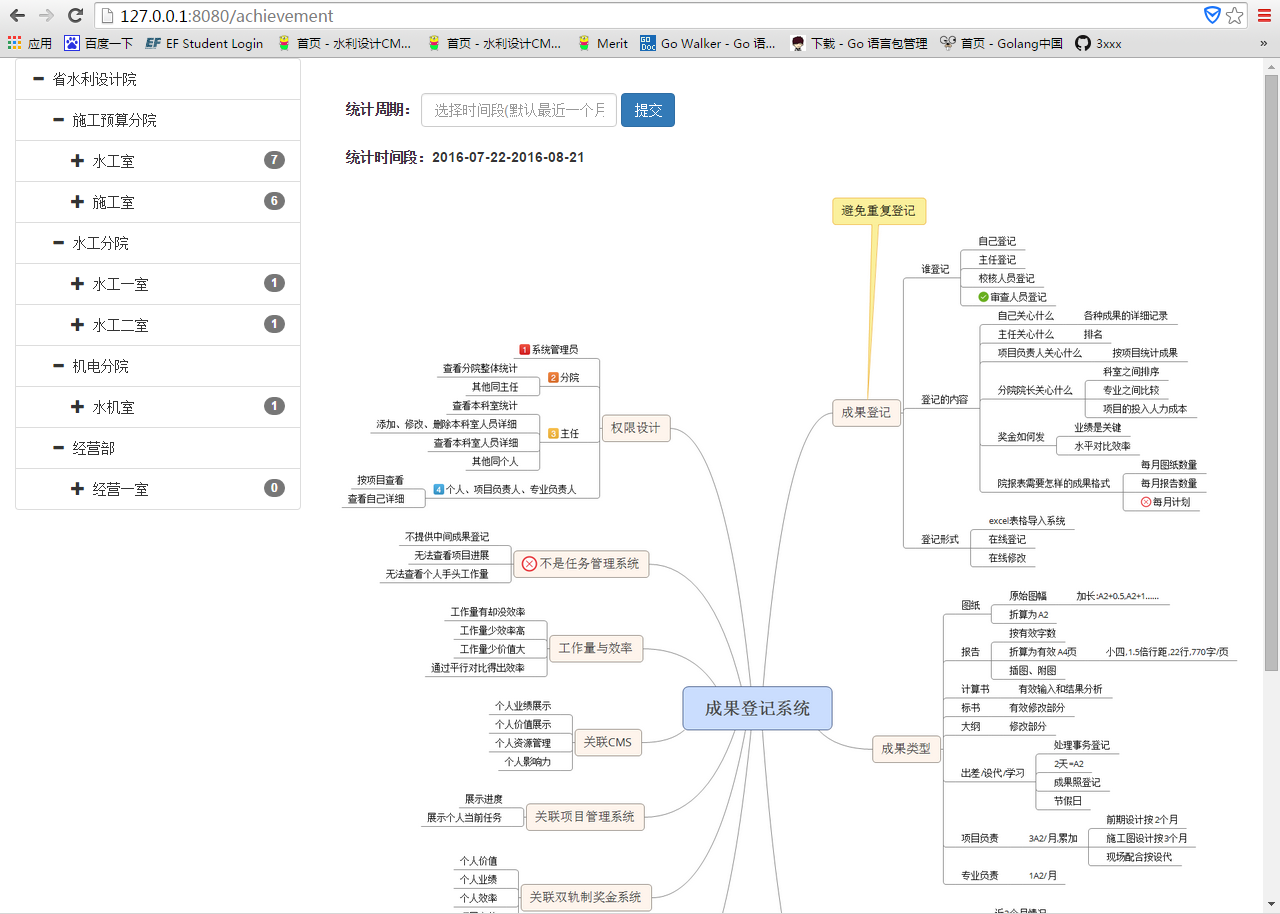 127.0.0.1:8080/achievement
应用 百度一下 EF EF Student Login 首页 - 水利设计CM... 首页 - 水利设计CM... Merit GO DOC Go Walker - Go 语... 下载 - Go 语言包管理 首页 - Golang中国 3xxx »
省水利设计院
施工预算分院
水工室 7
施工室 6
水工分院
水工一室 1
水工二室 1
机电分院
水机室 1
经营部
经营一室 0
统计周期: 选择时间段(默认最近一个月 提交
统计时间段：2016-07-22-2016-08-21
避免重复登记
成果登记
谁登记
自己登记
主任登记
校核人员登记
审查人员登记
登记的内容
自己关心什么 各种成果的详细记录
主任关心什么 排名
项目负责人关心什么 按项目统计成果
分院院长关心什么
科室之间排序
专业之间比较
项目的投入人力成本
奖金如何发
业绩是关键
水平对比效率
院报表需要怎样的成果格式
每月图纸数量
每月报告数量
每月计划
登记形式
excel表格导入系统
在线登记
在线修改
权限设计
1 系统管理员
2 分院
查看分院整体统计
其他同主任
3 主任
查看本科室统计
添加、修改、删除本科室人员详细
查看本科室人员详细
其他同个人
4 个人、项目负责人、专业负责人
按项目查看
查看自己详细
不是任务管理系统
不提供中间成果登记
无法查看项目进展
无法查看个人手头工作量
工作量与效率
工作量有却没效率
工作量少效率高
工作量少价值大
通过平行对比得出效率
成果登记系统
关联CMS
个人业绩展示
个人价值展示
个人资源管理
个人影响力
关联项目管理系统
展示进度
展示个人当前任务
关联双轨制奖金系统
个人价值
个人业绩
个人效率
成果类型
图纸
原始图幅 加长:A2+0.5,A2+1......
折算为A2
报告
按有效字数
折算为有效A4页 小四,1.5倍行距,22行,770字/页
插图、附图
计算书 有效输入和结果分析
标书 有效修改部分
大纲 修改部分
出差/设代/学习
处理事务登记
2天=A2
成果照登记
节假日
项目负责 3A2/月,累加
前期设计按2个月
施工图设计按3个月
现场配合按设代
专业负责 1A2/月